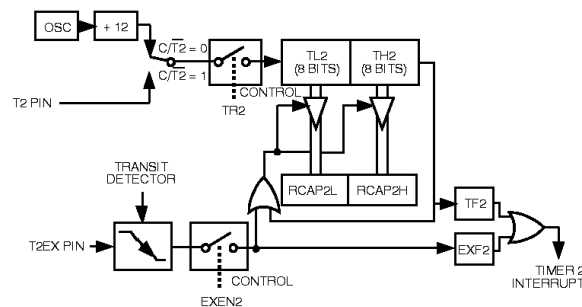 OSC
+ 12
C/T2 = 0
C/T2 = 1
T2 PIN
TR2
CONTROL
TL2
(8 BITS)
TH2
(8 BITS)
TRANSIT
DETECTOR
RCAP2L
RCAP2H
T2EX PIN
CONTROL
EXEN2
TF2
EXF2
TIMER 2
INTERRUPT